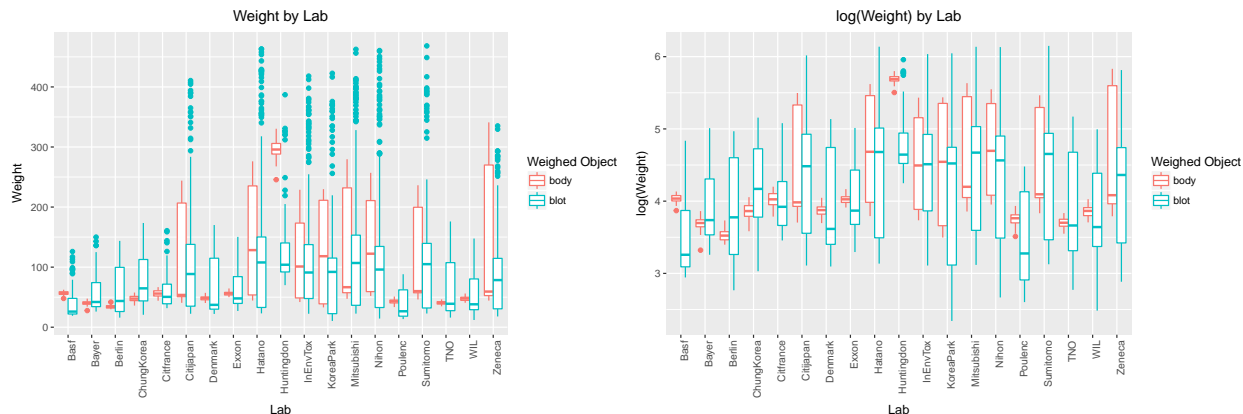 Weight by Lab
Weight
400
300
200
100
0
Basf
Bayer
Berlin
ChungKorea
Citfrance
Citijapan
Denmark
Exxon
Hatano
Huntingdon
InEnvTox
KoreaPark
Mitsubishi
Nihon
Poulenc
Sumitomo
TNO
WIL
Zeneca
Lab
Weighed Object
body
blot
log(Weight) by Lab
log(Weight)
6
5
4
3
Basf
Bayer
Berlin
ChungKorea
Citfrance
Citijapan
Denmark
Exxon
Hatano
Huntingdon
InEnvTox
KoreaPark
Mitsubishi
Nihon
Poulenc
Sumitomo
TNO
WIL
Zeneca
Lab
Weighed Object
body
blot